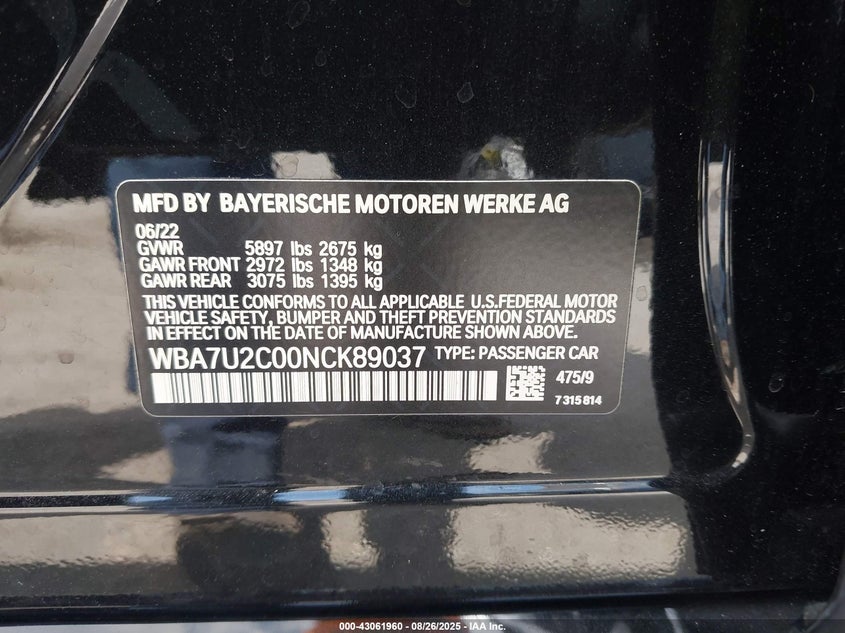 MFD BY BAYERISCHE MOTOREN WERKE AG
06/22
GVWR 5897 lbs 2675 kg
GAWR FRONT 2972 lbs 1348 kg
GAWR REAR 3075 lbs 1395 kg
THIS VEHICLE CONFORMS TO ALL APPLICABLE U.S.FEDERAL MOTOR
VEHICLE SAFETY, BUMPER AND THEFT PREVENTION STANDARDS
IN EFFECT ON THE DATE OF MANUFACTURE SHOWN ABOVE.
WBA7U2C00NCK89037 TYPE: PASSENGER CAR
475/9
7 315 814
000-43061960 - 08/26/2025 - IAA Inc.